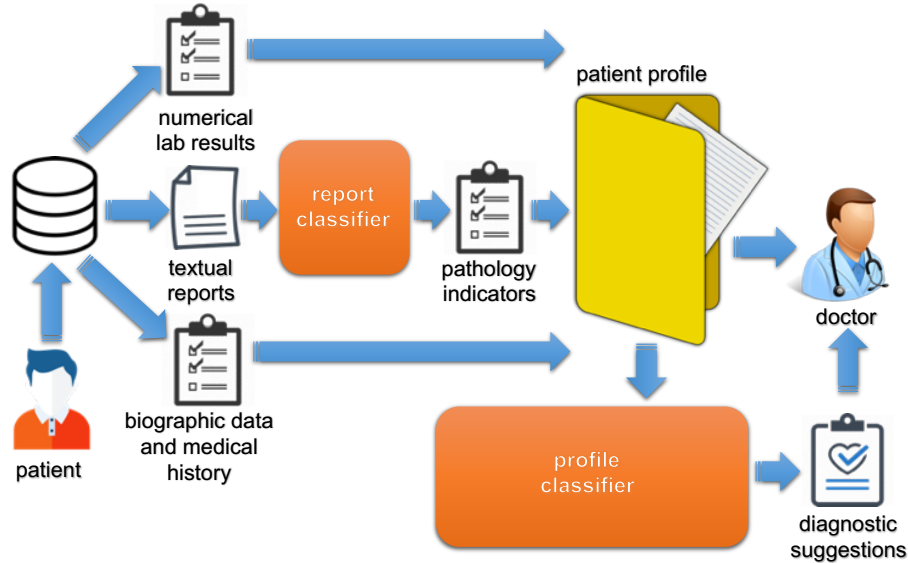 patient profile
numerical
lab results
report
classifier
textual
reports
pathology
indicators
doctor
biographic data
and medical
history
patient
profile
classifier
diagnostic
suggestions